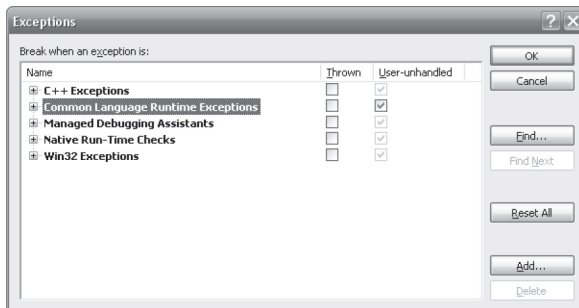 Exceptions
Break when an exception is:
Name Thrown User-unhandled
C++ Exceptions
Common Language Runtime Exceptions
Managed Debugging Assistants
Native Run-Time Checks
Win32 Exceptions
OK
Cancel
Find...
Find Next
Reset All
Add...
Delete